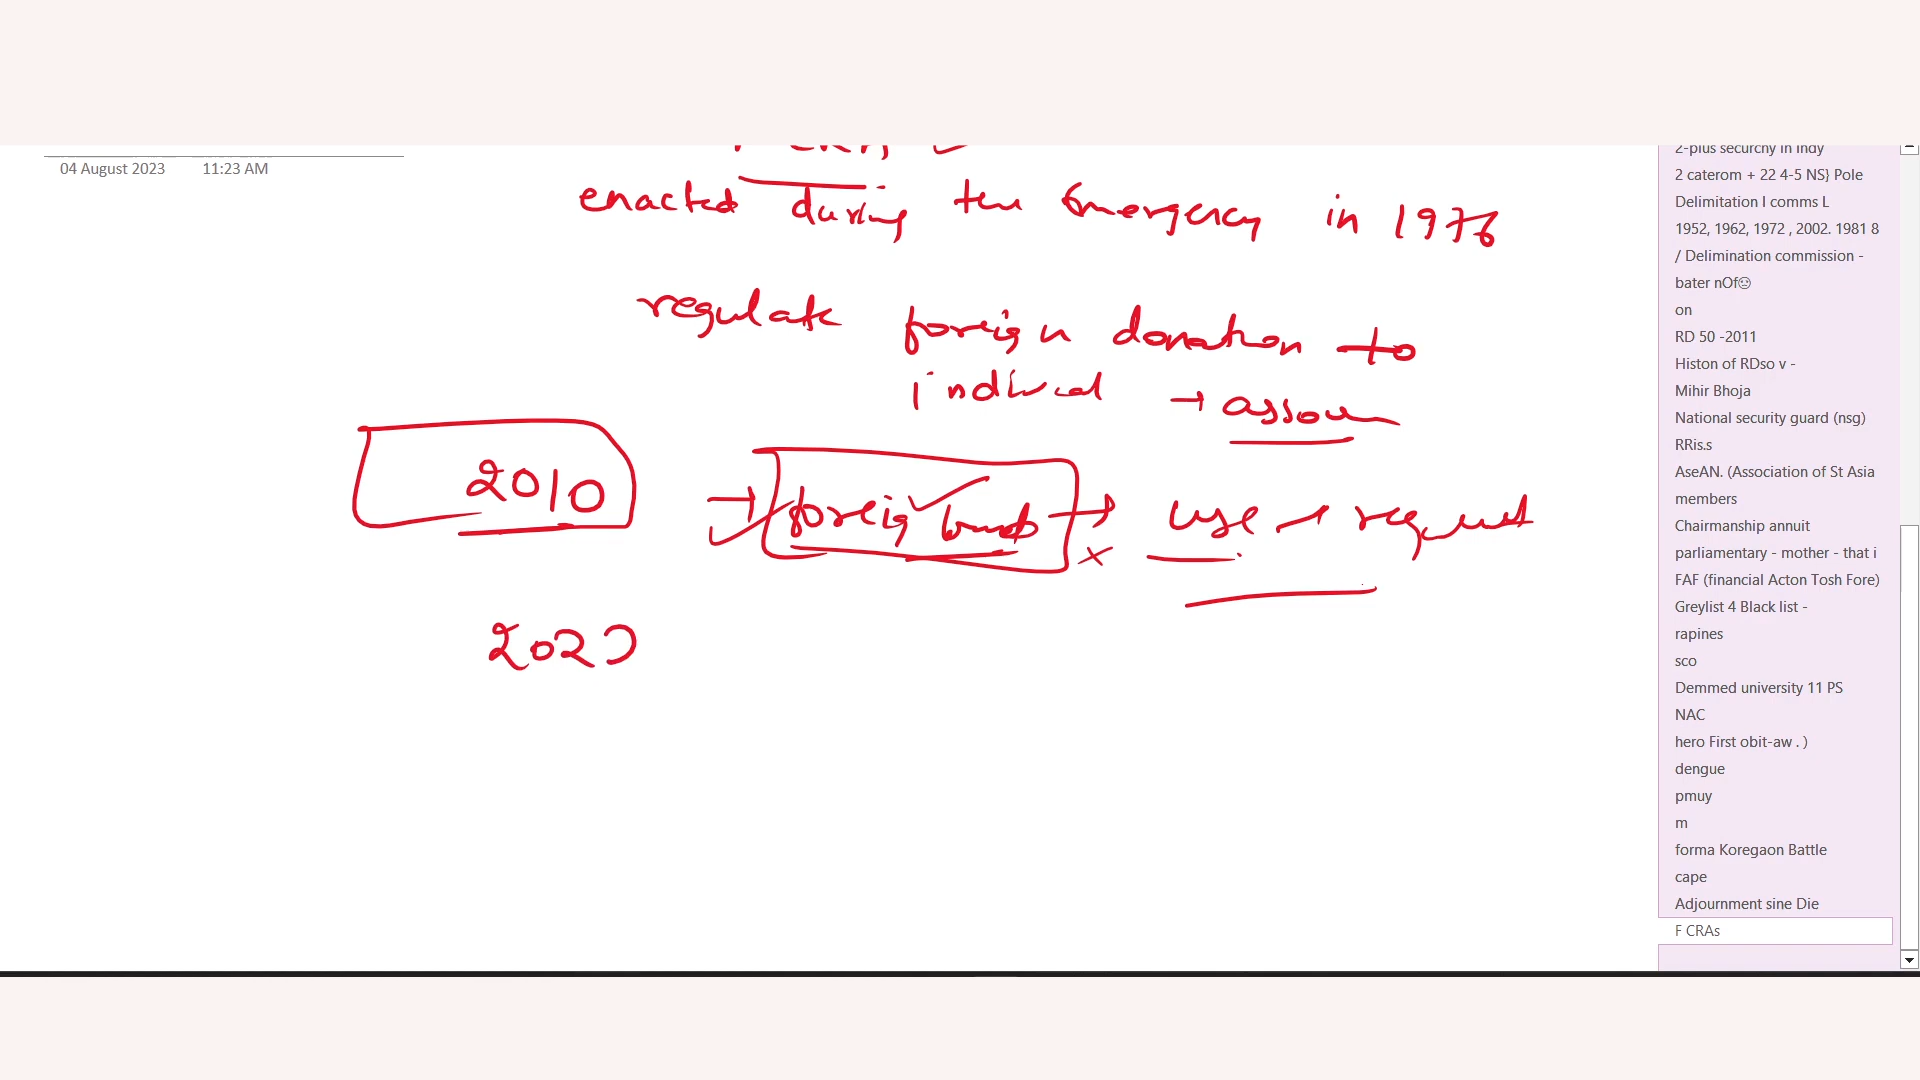 04 August 2023 11:23 AM
enacted during the Emergency in 1976
regulate foreign donation to
individual → assou
2010 → foreign funds → use → request
2020
2-plus securchy in Indy
2 caterom + 22 4-5 NS} Pole
Delimitation I comms L
1952, 1962, 1972 , 2002. 1981 8
/ Delimination commission -
bater nOf☹
on
RD 50 -2011
Histon of RDso v -
Mihir Bhoja
National security guard (nsg)
RRis.s
AseAN. (Association of St Asia
members
Chairmanship annuit
parliamentary - mother - that i
FAF (financial Acton Tosh Fore)
Greylist 4 Black list -
rapines
sco
Demmed university 11 PS
NAC
hero First obit-aw . )
dengue
pmuy
m
forma Koregaon Battle
cape
Adjournment sine Die
F CRAs